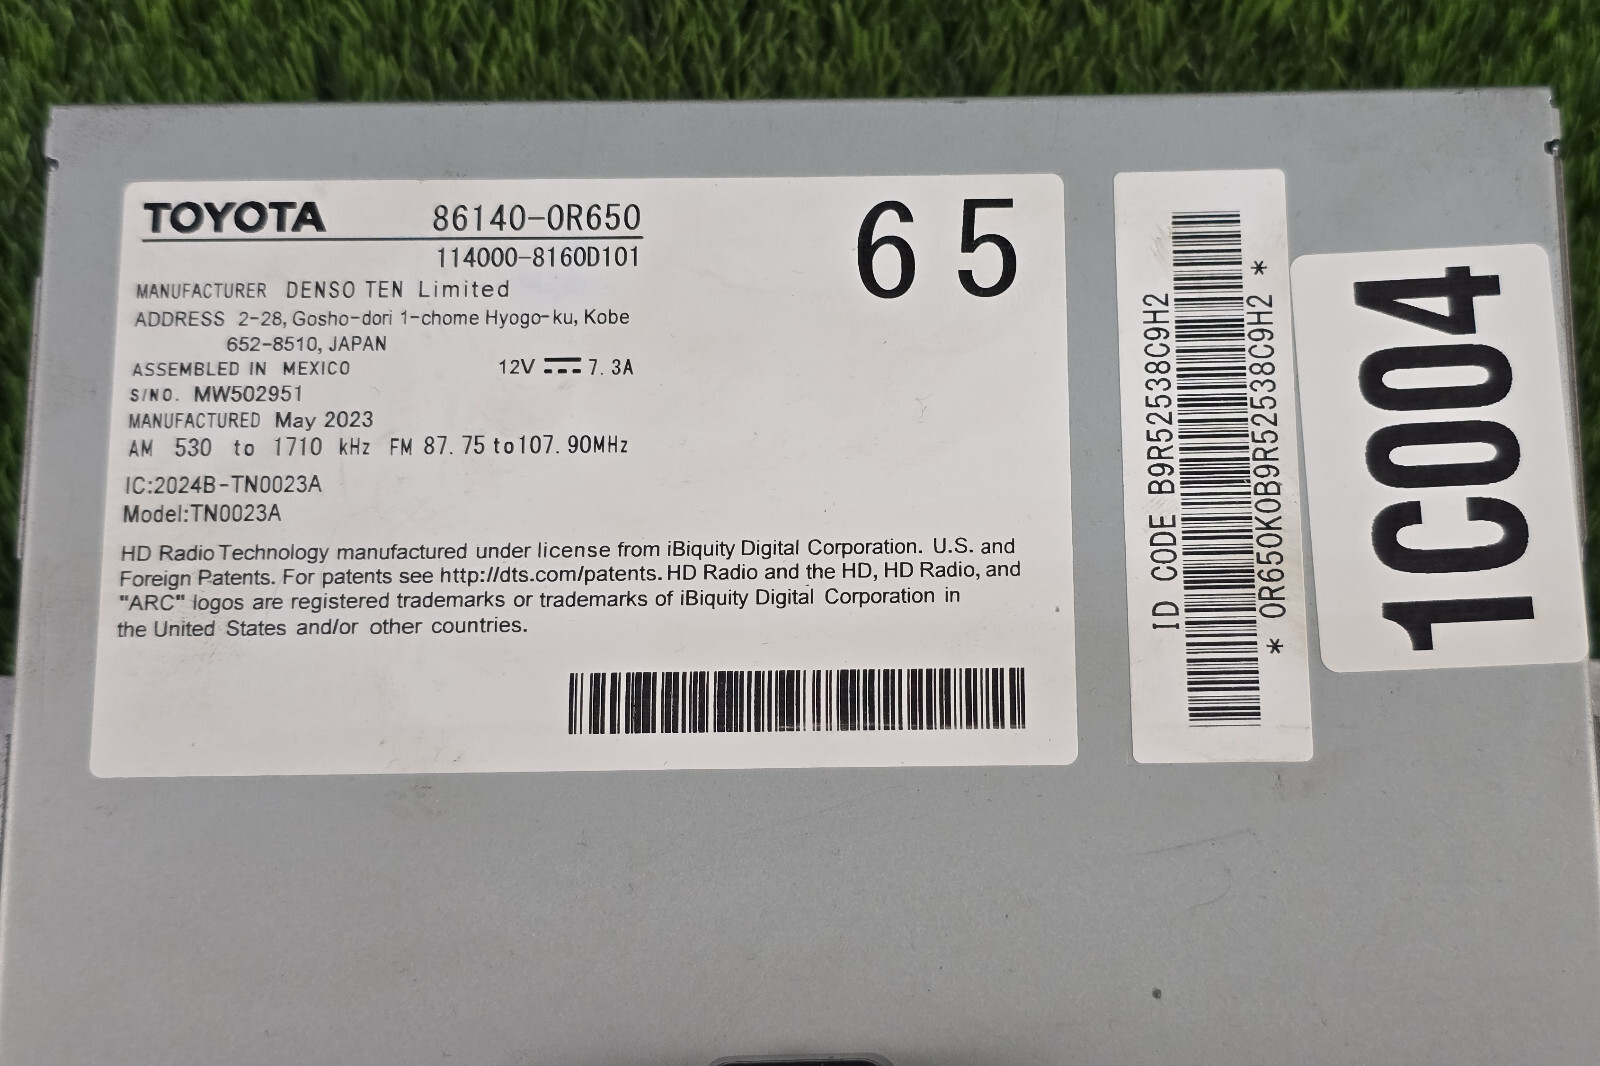 TOYOTA 86140-0R650
114000-8160D101
65
MANUFACTURER DENSO TEN Limited
ADDRESS 2-28, Gosho-dori 1-chome Hyogo-ku, Kobe
652-8510, JAPAN
ASSEMBLED IN MEXICO 12V 7.3A
S/NO. MW502951
MANUFACTURED May 2023
AM 530 to 1710 kHz FM 87.75 to 107.90MHz
IC:2024B-TN0023A
Model:TN0023A
HD Radio Technology manufactured under license from iBiquity Digital Corporation. U.S. and
Foreign Patents. For patents see http://dts.com/patents. HD Radio and the HD, HD Radio, and
"ARC" logos are registered trademarks or trademarks of iBiquity Digital Corporation in
the United States and/or other countries.
ID CODE B9R52538C9H2
* 0R650K0B9R52538C9H2 *
1C004